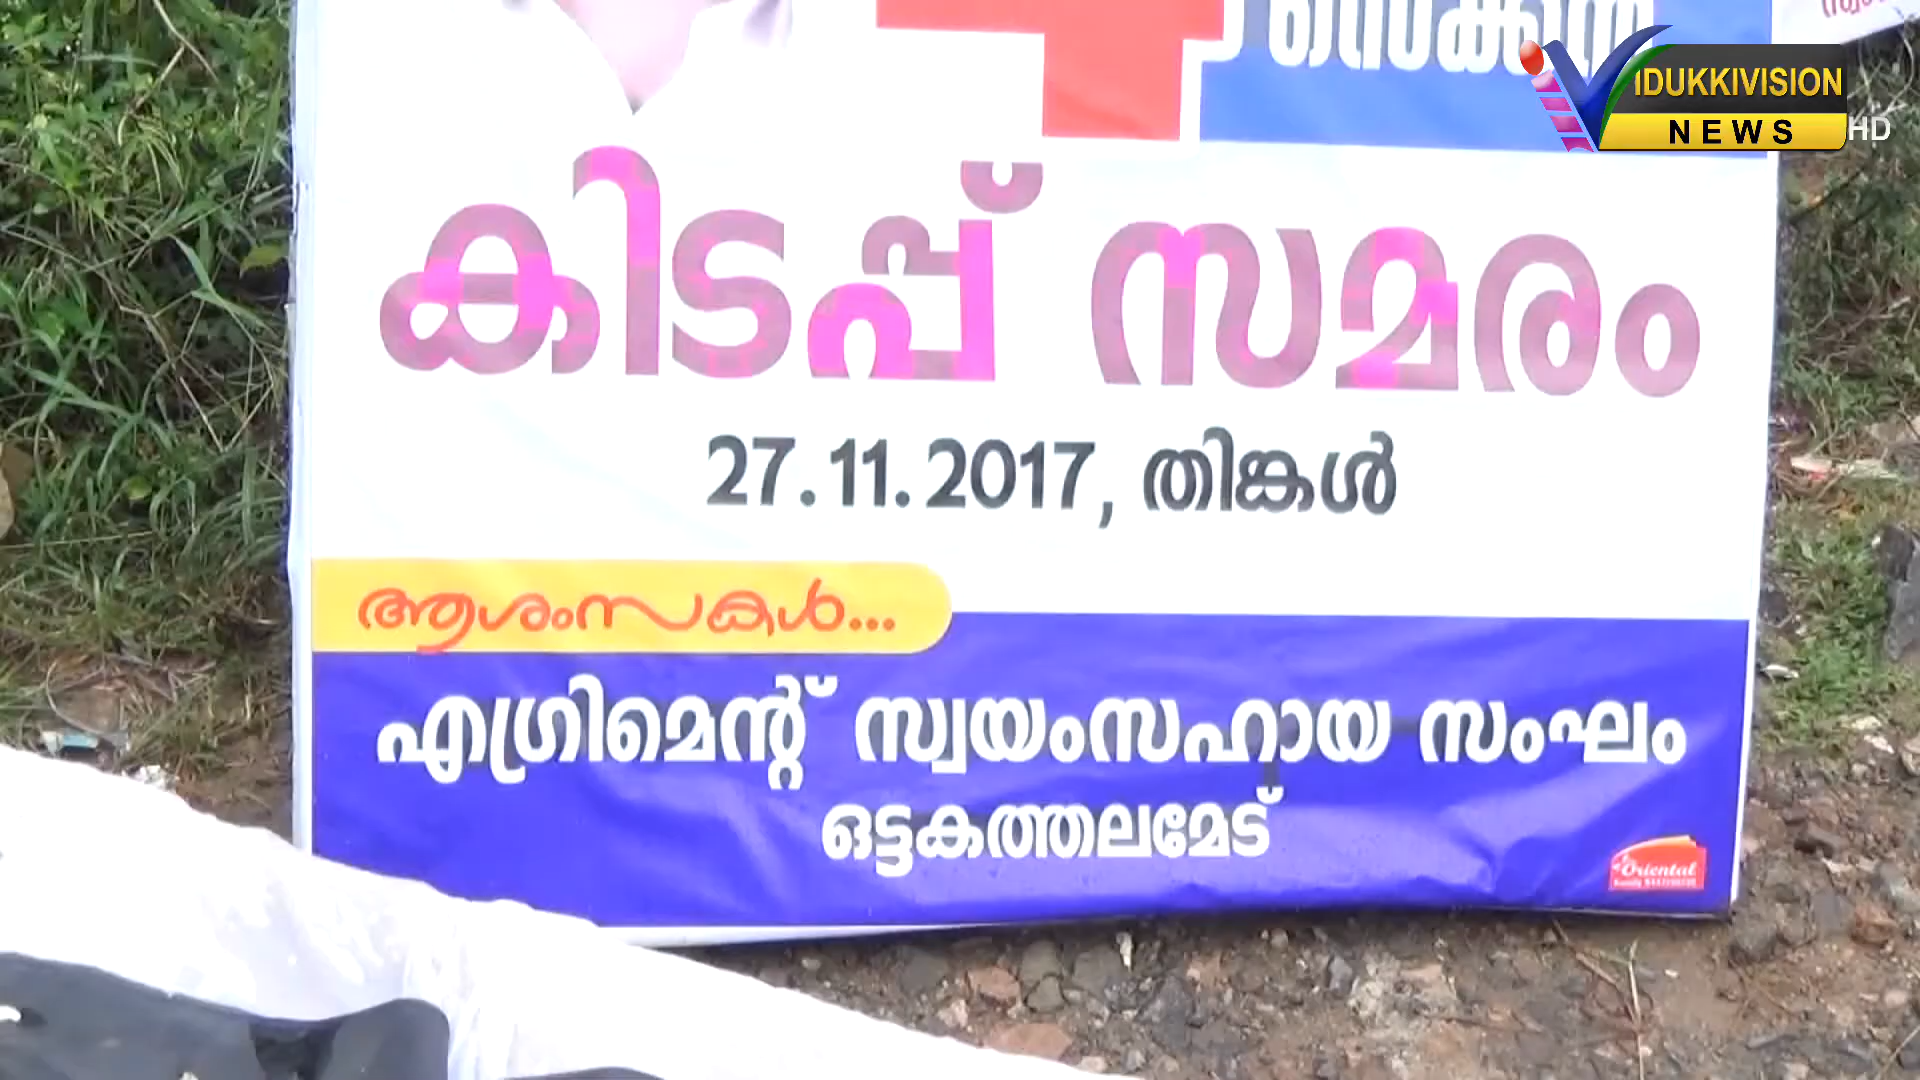 IDUKKIVISION
NEWS
HD
കിടപ്പ് സമരം
27.11.2017, തിങ്കൾ
ആശംസകൾ...
എഗ്രിമെന്റ് സ്വയംസഹായ സംഘം
ഒട്ടകത്തലമേട്
Oriental